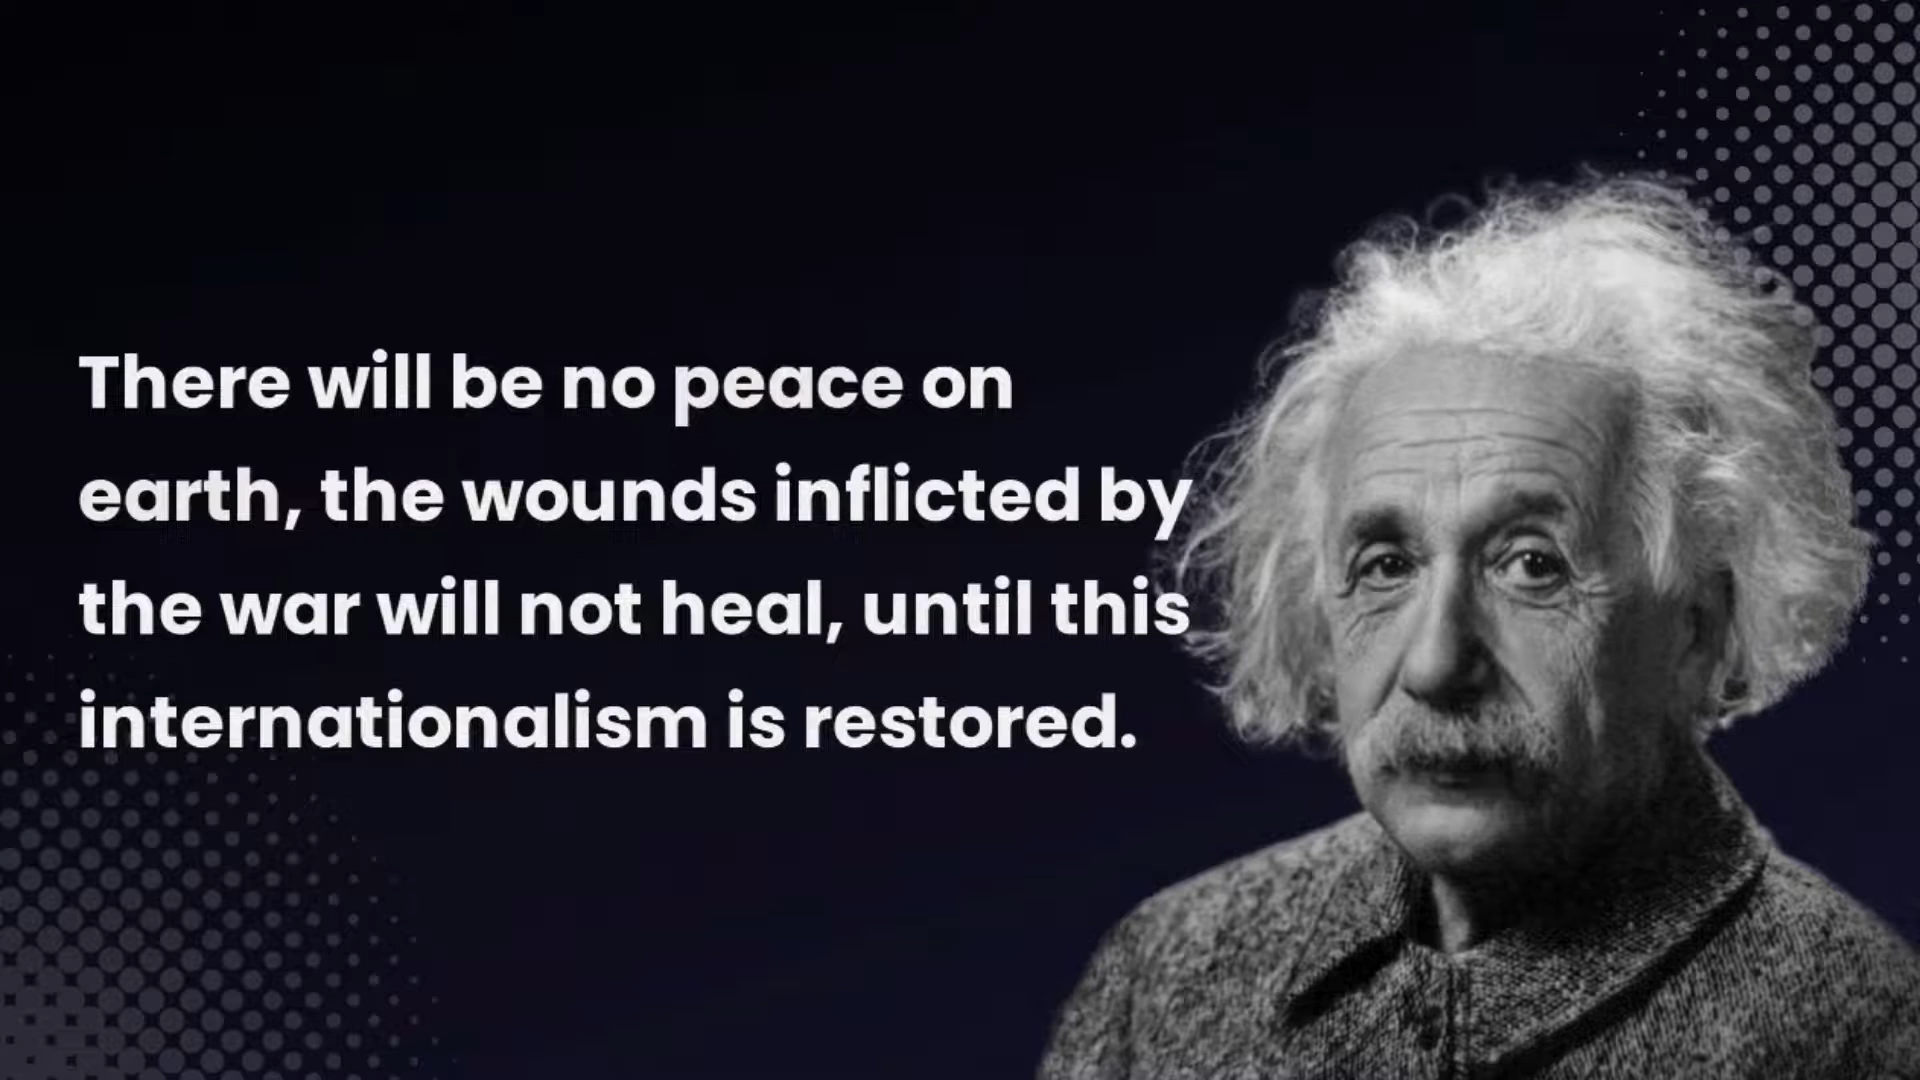 There will be no peace on
earth, the wounds inflicted by
the war will not heal, until this
internationalism is restored.